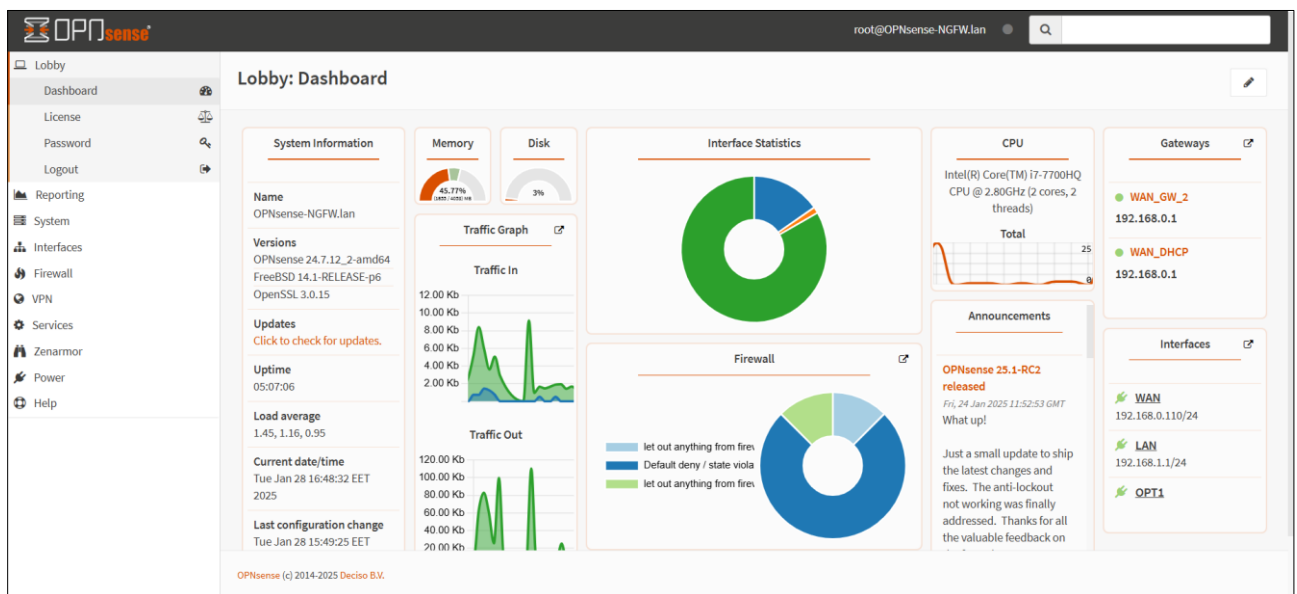 OPNsense
root@OPNsense-NGFW.lan
Lobby
Dashboard
License
Password
Logout
Reporting
System
Interfaces
Firewall
VPN
Services
Zenarmor
Power
Help
Lobby: Dashboard
System Information
Name
OPNsense-NGFW.lan
Versions
OPNsense 24.7.12_2-amd64
FreeBSD 14.1-RELEASE-p6
OpenSSL 3.0.15
Updates
Click to check for updates.
Uptime
05:07:06
Load average
1.45, 1.16, 0.95
Current date/time
Tue Jan 28 16:48:32 EET
2025
Last configuration change
Tue Jan 28 15:49:25 EET
Memory
45.77%
Disk
3%
Traffic Graph
Traffic In
12.00 Kb
10.00 Kb
8.00 Kb
6.00 Kb
4.00 Kb
2.00 Kb
Traffic Out
120.00 Kb
100.00 Kb
80.00 Kb
60.00 Kb
40.00 Kb
20.00 Kb
Interface Statistics
Firewall
let out anything from firew
Default deny / state viola
let out anything from firew
CPU
Intel(R) Core(TM) i7-7700HQ
CPU @ 2.80GHz (2 cores, 2
threads)
Total
25
0
Announcements
OPNsense 25.1-RC2
released
Fri, 24 Jan 2025 11:52:53 GMT
What up!
Just a small update to ship
the latest changes and
fixes. The anti-lockout
not working was finally
addressed. Thanks for all
the valuable feedback on
Gateways
WAN_GW_2
192.168.0.1
WAN_DHCP
192.168.0.1
Interfaces
WAN
192.168.0.110/24
LAN
192.168.1.1/24
OPT1
OPNsense (c) 2014-2025 Deciso B.V.